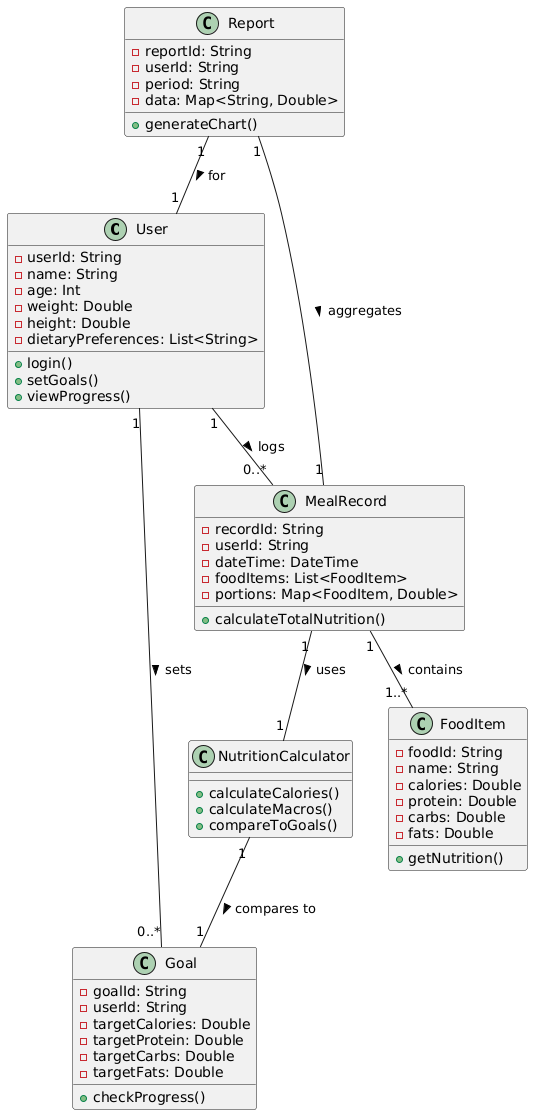 C Report
reportId: String
userId: String
period: String
data: Map<String, Double>
generateChart()
1
1
for
1
aggregates
1
C User
userId: String
name: String
age: Int
weight: Double
height: Double
dietaryPreferences: List<String>
login()
setGoals()
viewProgress()
1
1
logs
0..*
sets
0..*
C MealRecord
recordId: String
userId: String
dateTime: DateTime
foodItems: List<FoodItem>
portions: Map<FoodItem, Double>
calculateTotalNutrition()
1
1
uses
1
contains
1..*
C NutritionCalculator
calculateCalories()
calculateMacros()
compareToGoals()
1
compares to
1
C FoodItem
foodId: String
name: String
calories: Double
protein: Double
carbs: Double
fats: Double
getNutrition()
C Goal
goalId: String
userId: String
targetCalories: Double
targetProtein: Double
targetCarbs: Double
targetFats: Double
checkProgress()